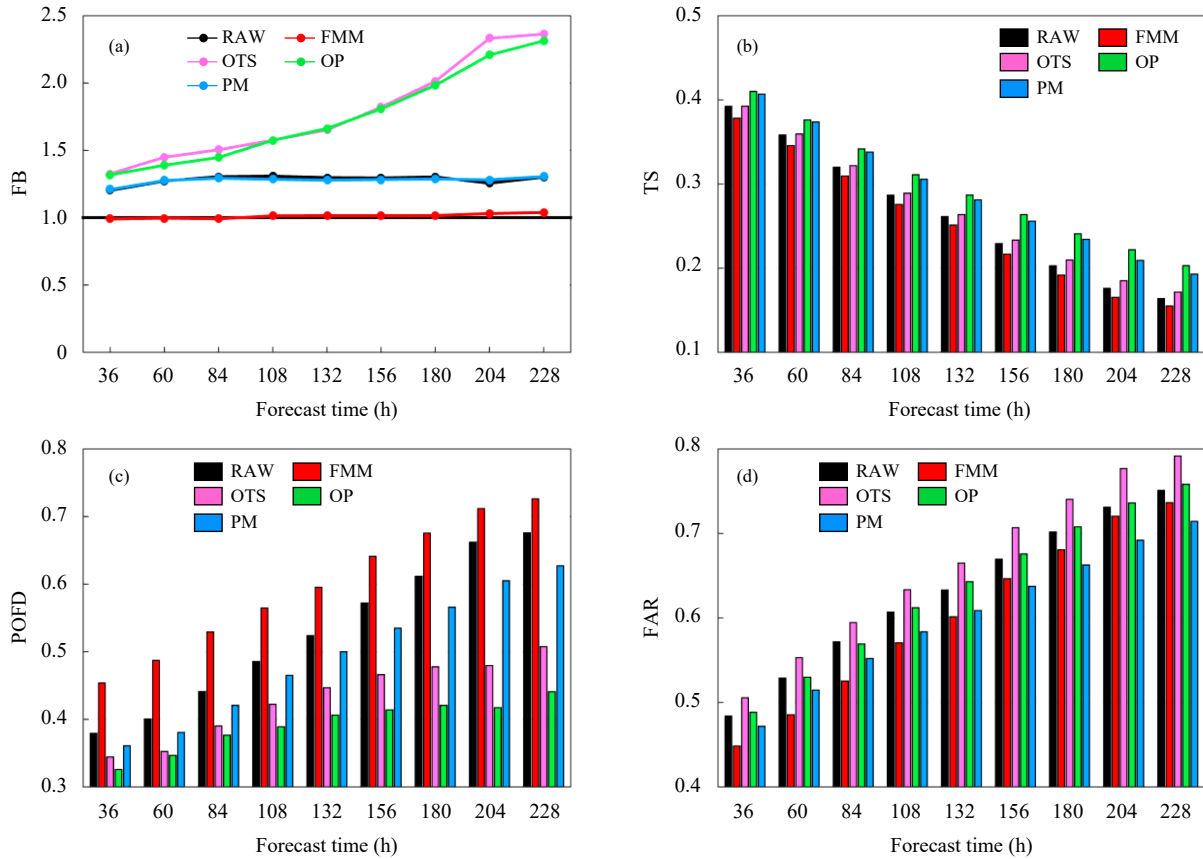 (a)
RAW FMM
OTS OP
PM
2.5
2.0
1.5
1.0
0.5
0
FB
36 60 84 108 132 156 180 204 228
Forecast time (h)
(b)
RAW FMM
OTS OP
PM
0.5
0.4
0.3
0.2
0.1
TS
36 60 84 108 132 156 180 204 228
Forecast time (h)
(c)
RAW FMM
OTS OP
PM
0.8
0.7
0.6
0.5
0.4
0.3
POFD
36 60 84 108 132 156 180 204 228
Forecast time (h)
(d)
RAW FMM
OTS OP
PM
0.8
0.7
0.6
0.5
0.4
FAR
36 60 84 108 132 156 180 204 228
Forecast time (h)